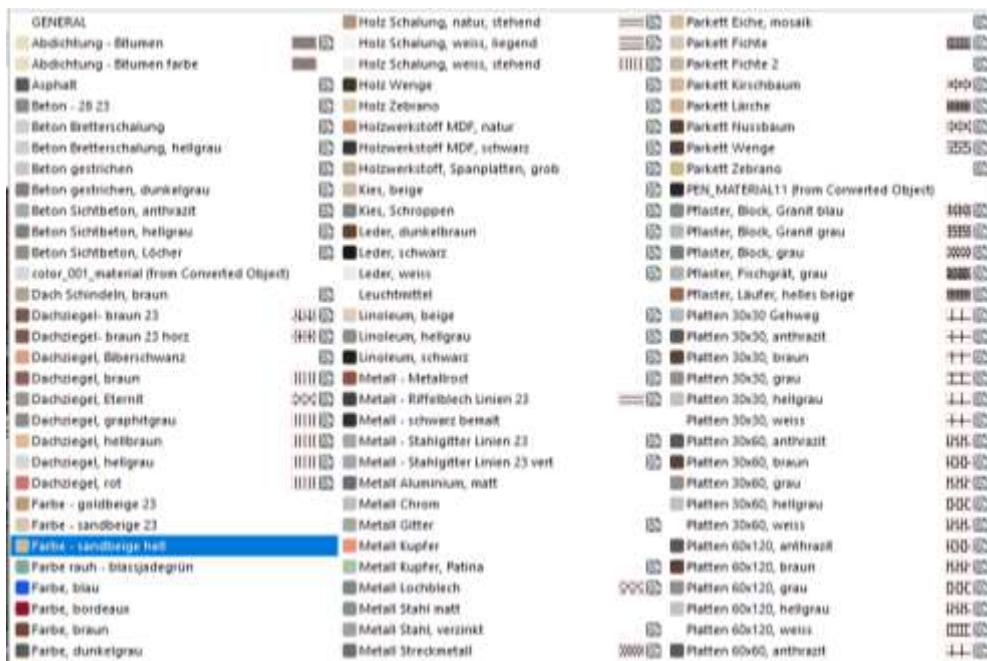 GENERAL
Abdichtung - Bitumen
Abdichtung - Bitumen farbe
Asphalt
Beton - 28 23
Beton Bretterschalung
Beton Bretterschalung, hellgrau
Beton gestrichen
Beton gestrichen, dunkelgrau
Beton Sichtbeton, anthrazit
Beton Sichtbeton, hellgrau
Beton Sichtbeton, Löcher
color_001_material (from Converted Object)
Dach Schindeln, braun
Dachziegel- braun 23
Dachziegel- braun 23 horz
Dachziegel, Biberschwanz
Dachziegel, braun
Dachziegel, Eternit
Dachziegel, graphitgrau
Dachziegel, hellbraun
Dachziegel, hellgrau
Dachziegel, rot
Farbe - goldbeige 23
Farbe - sandbeige 23
Farbe - sandbeige hell
Farbe rauh - blassjadegrün
Farbe, blau
Farbe, bordeaux
Farbe, braun
Farbe, dunkelgrau
Holz Schalung, natur, stehend
Holz Schalung, weiss, liegend
Holz Schalung, weiss, stehend
Holz Wenge
Holz Zebrano
Holzwerkstoff MDF, natur
Holzwerkstoff MDF, schwarz
Holzwerkstoff, Spanplatten, grob
Kies, beige
Kies, Schroppen
Leder, dunkelbraun
Leder, schwarz
Leder, weiss
Leuchtmittel
Linoleum, beige
Linoleum, hellgrau
Linoleum, schwarz
Metall - Metallrost
Metall - Riffelblech Linien 23
Metall - schwarz bemalt
Metall - Stahlgitter Linien 23
Metall - Stahlgitter Linien 23 vert
Metall Aluminium, matt
Metall Chrom
Metall Gitter
Metall Kupfer
Metall Kupfer, Patina
Metall Lochblech
Metall Stahl matt
Metall Stahl, verzinkt
Metall Streckmetall
Parkett Eiche, mosaik
Parkett Fichte
Parkett Fichte 2
Parkett Kirschbaum
Parkett Lärche
Parkett Nussbaum
Parkett Wenge
Parkett Zebrano
PEN_MATERIAL11 (from Converted Object)
Pflaster, Block, Granit blau
Pflaster, Block, Granit grau
Pflaster, Block, grau
Pflaster, Fischgrät, grau
Pflaster, Läufer, helles beige
Platten 30x30 Gehweg
Platten 30x30, anthrazit
Platten 30x30, braun
Platten 30x30, grau
Platten 30x30, hellgrau
Platten 30x30, weiss
Platten 30x60, anthrazit
Platten 30x60, braun
Platten 30x60, grau
Platten 30x60, hellgrau
Platten 30x60, weiss
Platten 60x120, anthrazit
Platten 60x120, braun
Platten 60x120, grau
Platten 60x120, hellgrau
Platten 60x120, weiss
Platten 60x60, anthrazit